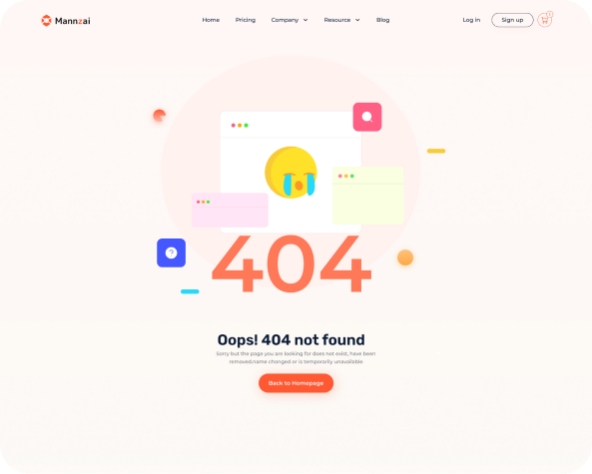 Mannzai
Home
Pricing
Company
Resource
Blog
Log in
Sign up
404
Oops! 404 not found
Sorry but the page you are looking for does not exist, have been
removed/name changed or is temporarily unavailable
Back to Homepage